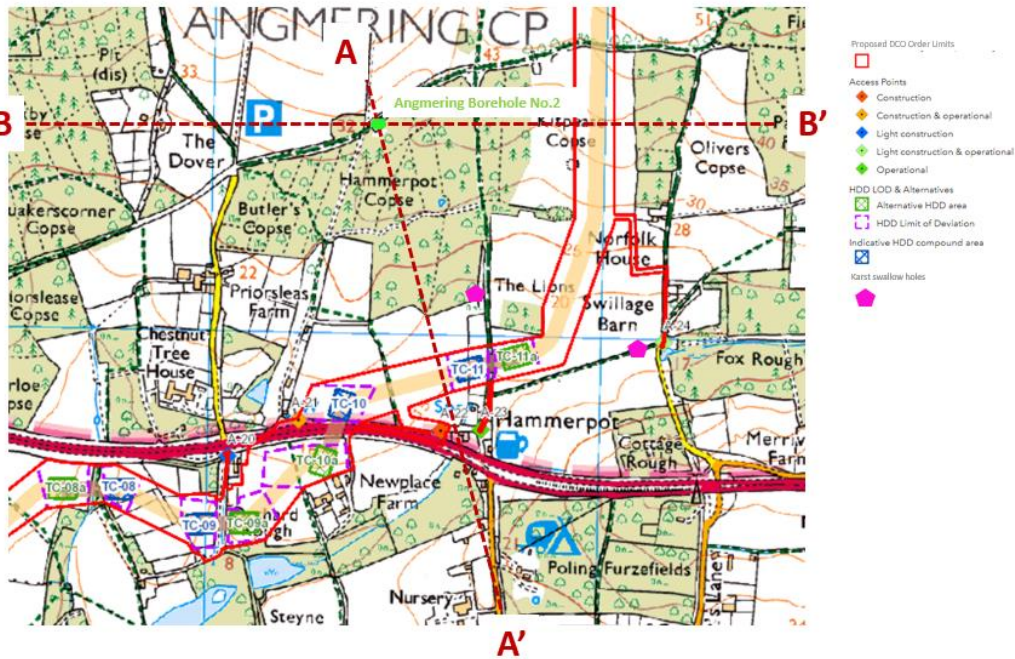 ANGMERING CP
51
43
Pit
(dis)
33
A
Angmering Borehole No.2
B
B'
32
P
The
Dover
Copse
Olivers
Copse
40
35
Hammerpot
Copse
Quakerscorner
Copse
Butler's
Copse
30
28
25
Norfolk
House
22
Priorsleas
Farm
The Lions
20
Swillage
Barn
Copse
A-24
Chestnut
Tree
House
TC-11
TC-11a
17
Fox Rough
A-21
TC-10
A-22
A-23
Hammerpot
A-20
TC-10a
Cottage
Rough
Farm
TC-08a
TC-08
Newplace
Farm
TC-09
TC-09a
8
21
Poling Furzefields
Nursery
Steyne
Lane
A'
Proposed DCO Order Limits
Access Points
Construction
Construction & operational
Light construction
Light construction & operational
Operational
HDD LOD & Alternatives
Alternative HDD area
HDD Limit of Deviation
Indicative HDD compound area
Karst swallow holes